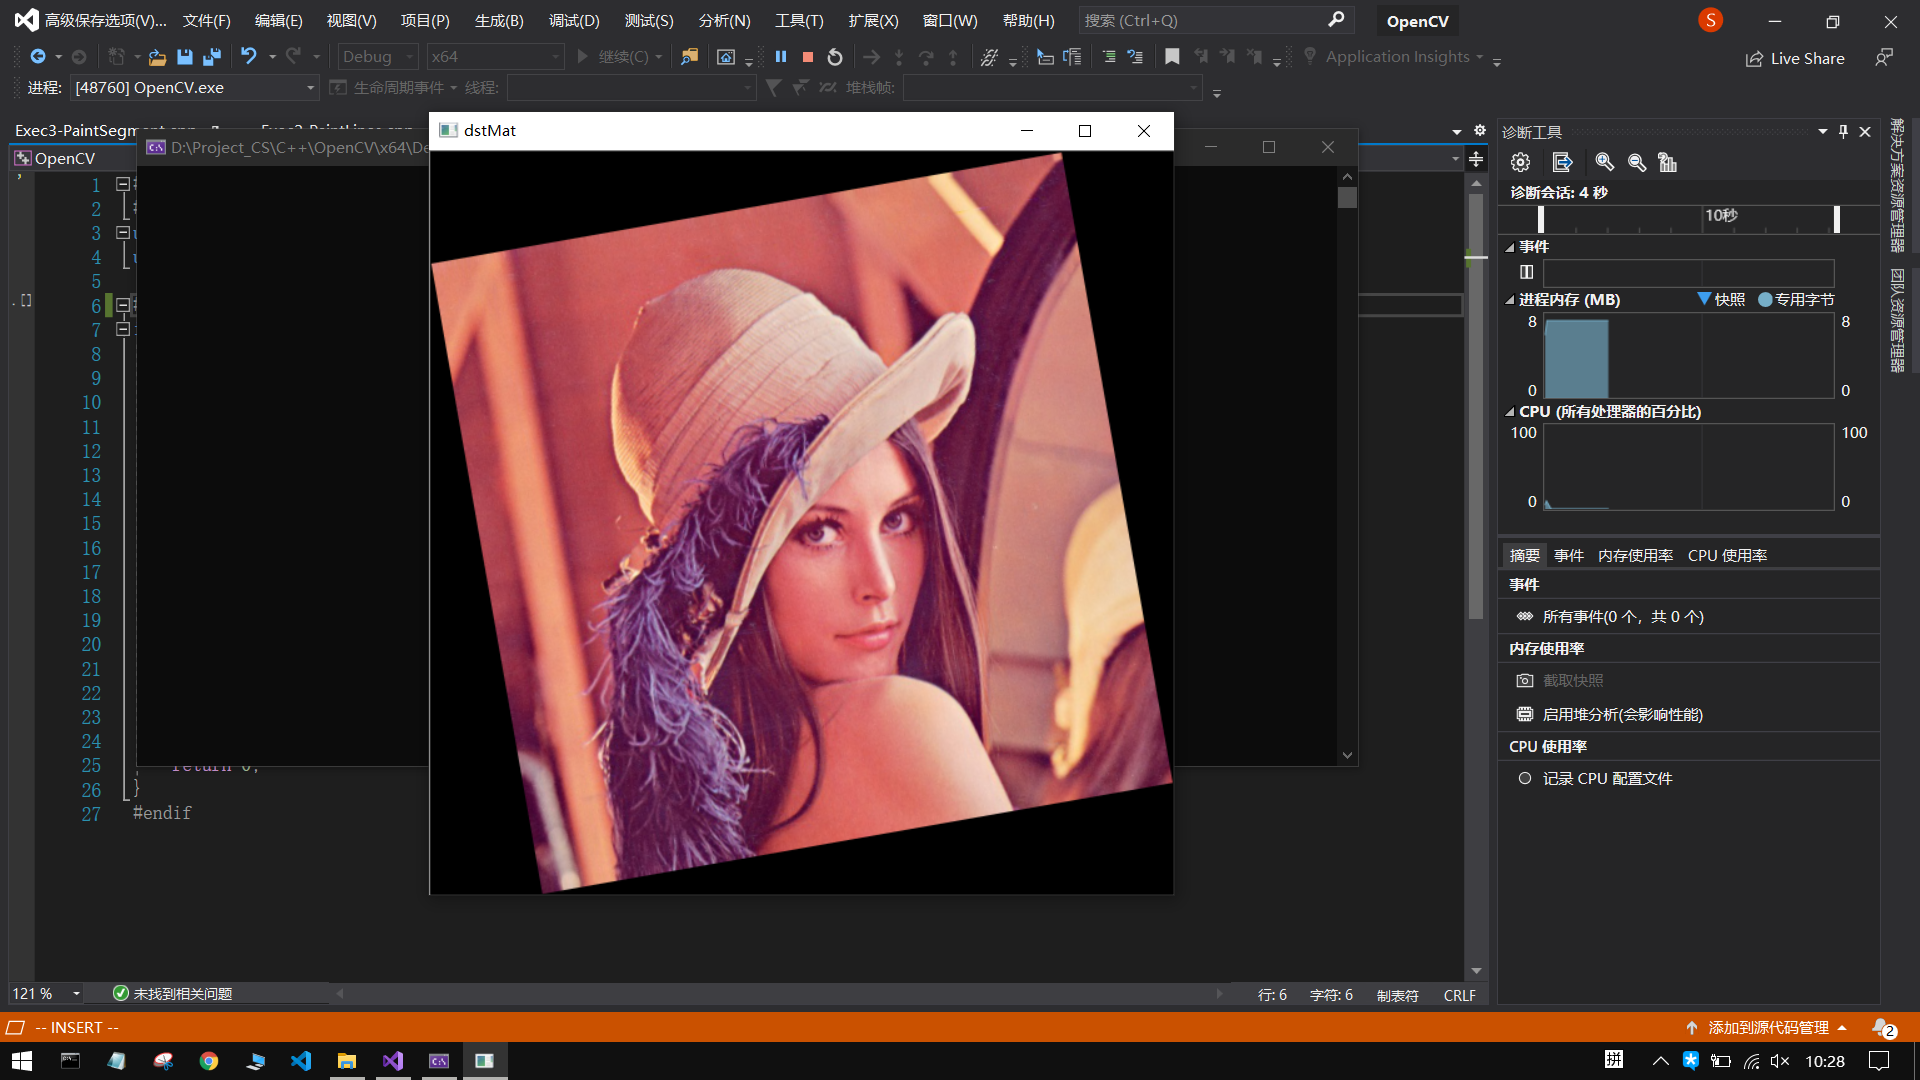 高级保存选项(V)... 文件(F) 编辑(E) 视图(V) 项目(P) 生成(B) 调试(D) 测试(S) 分析(N) 工具(T) 扩展(X) 窗口(W) 帮助(H) 搜索 (Ctrl+Q) OpenCV S
Debug x64 继续(C) Application Insights Live Share
进程: [48760] OpenCV.exe 生命周期事件 线程: 堆栈帧:
dstMat
OpenCV
D:\Project_CS\C++\OpenCV\x64\De
1
2
3
4
5
6
7
8
9
10
11
12
13
14
15
16
17
18
19
20
21
22
23
24
25 return 0;
26 }
27 #endif
诊断工具
诊断会话: 4 秒
10秒
事件
进程内存 (MB) 快照 专用字节
8 8
0 0
CPU (所有处理器的百分比)
100 100
0 0
摘要 事件 内存使用率 CPU 使用率
事件
所有事件(0 个，共 0 个)
内存使用率
截取快照
启用堆分析(会影响性能)
CPU 使用率
记录 CPU 配置文件
解决方案资源管理器
团队资源管理器
121 % 未找到相关问题 行: 6 字符: 6 制表符 CRLF
-- INSERT -- 添加到源代码管理 2
拼 10:28